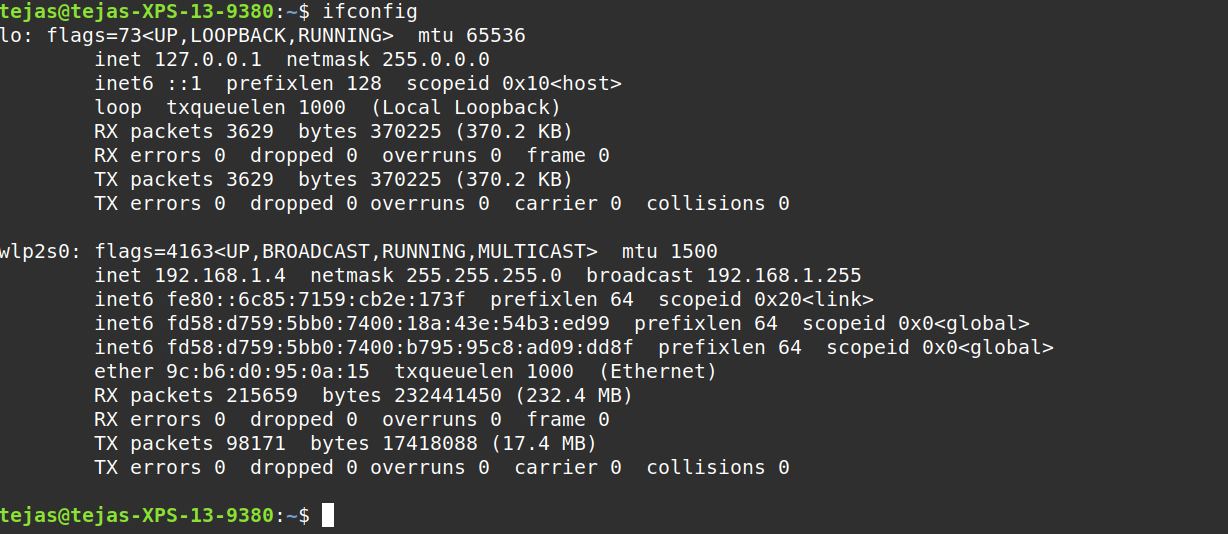 tejas@tejas-XPS-13-9380:~$ ifconfig
lo: flags=73<UP,LOOPBACK,RUNNING>  mtu 65536
        inet 127.0.0.1  netmask 255.0.0.0
        inet6 ::1  prefixlen 128  scopeid 0x10<host>
        loop  txqueuelen 1000  (Local Loopback)
        RX packets 3629  bytes 370225 (370.2 KB)
        RX errors 0  dropped 0  overruns 0  frame 0
        TX packets 3629  bytes 370225 (370.2 KB)
        TX errors 0  dropped 0 overruns 0  carrier 0  collisions 0

wlp2s0: flags=4163<UP,BROADCAST,RUNNING,MULTICAST>  mtu 1500
        inet 192.168.1.4  netmask 255.255.255.0  broadcast 192.168.1.255
        inet6 fe80::6c85:7159:cb2e:173f  prefixlen 64  scopeid 0x20<link>
        inet6 fd58:d759:5bb0:7400:18a:43e:54b3:ed99  prefixlen 64  scopeid 0x0<global>
        inet6 fd58:d759:5bb0:7400:b795:95c8:ad09:dd8f  prefixlen 64  scopeid 0x0<global>
        ether 9c:b6:d0:95:0a:15  txqueuelen 1000  (Ethernet)
        RX packets 215659  bytes 232441450 (232.4 MB)
        RX errors 0  dropped 0  overruns 0  frame 0
        TX packets 98171  bytes 17418088 (17.4 MB)
        TX errors 0  dropped 0 overruns 0  carrier 0  collisions 0

tejas@tejas-XPS-13-9380:~$